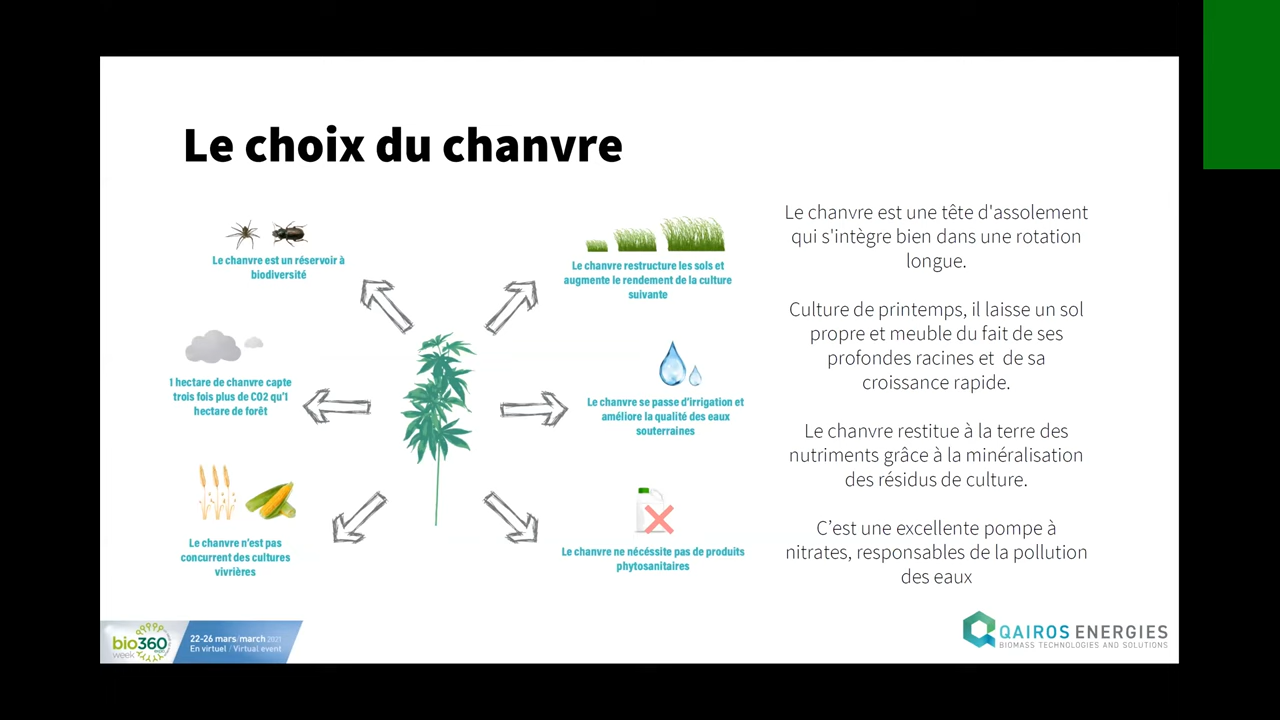 Le choix du chanvre
Le chanvre est un réservoir à
biodiversité
1 hectare de chanvre capte
trois fois plus de CO2 qu'1
hectare de forêt
Le chanvre n'est pas
concurrent des cultures
vivrières
Le chanvre restructure les sols et
augmente le rendement de la culture
suivante
Le chanvre se passe d'irrigation et
améliore la qualité des eaux
souterraines
Le chanvre ne nécéssite pas de produits
phytosanitaires
Le chanvre est une tête d'assolement
qui s'intègre bien dans une rotation
longue.
Culture de printemps, il laisse un sol
propre et meuble du fait de ses
profondes racines et de sa
croissance rapide.
Le chanvre restitue à la terre des
nutriments grâce à la minéralisation
des résidus de culture.
C’est une excellente pompe à
nitrates, responsables de la pollution
des eaux
bio360
week
22-26 mars/march 2021
En virtuel / Virtual event
QAIROS ENERGIES
BIOMASS TECHNOLOGIES AND SOLUTIONS